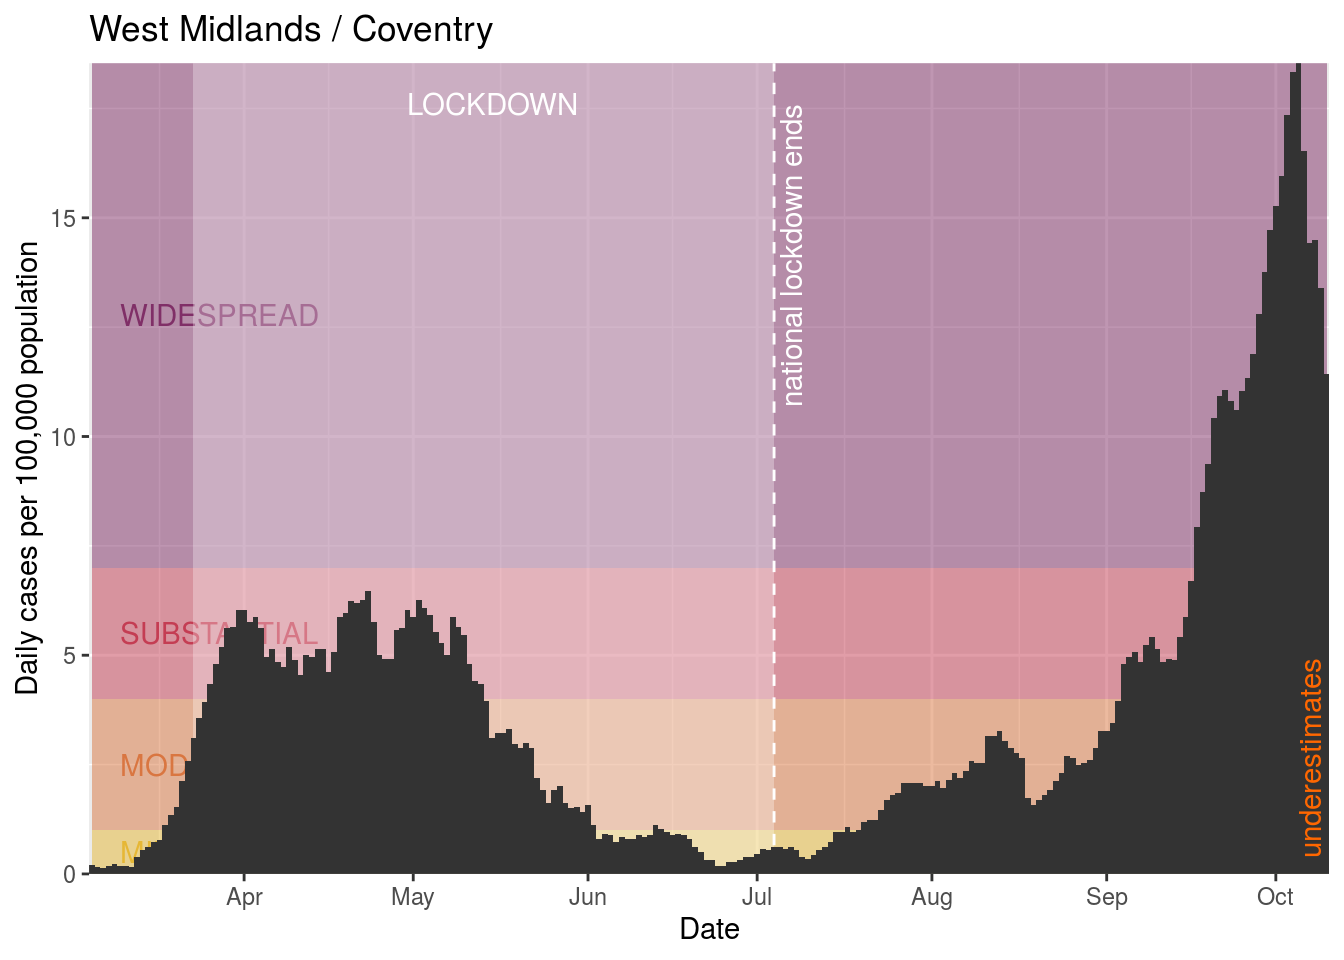 West Midlands / Coventry
LOCKDOWN
national lockdown ends
WIDESPREAD
SUBSTANTIAL
MOD
M
underestimates
Daily cases per 100,000 population
15
10
5
0
Apr
May
Jun
Jul
Aug
Sep
Oct
Date